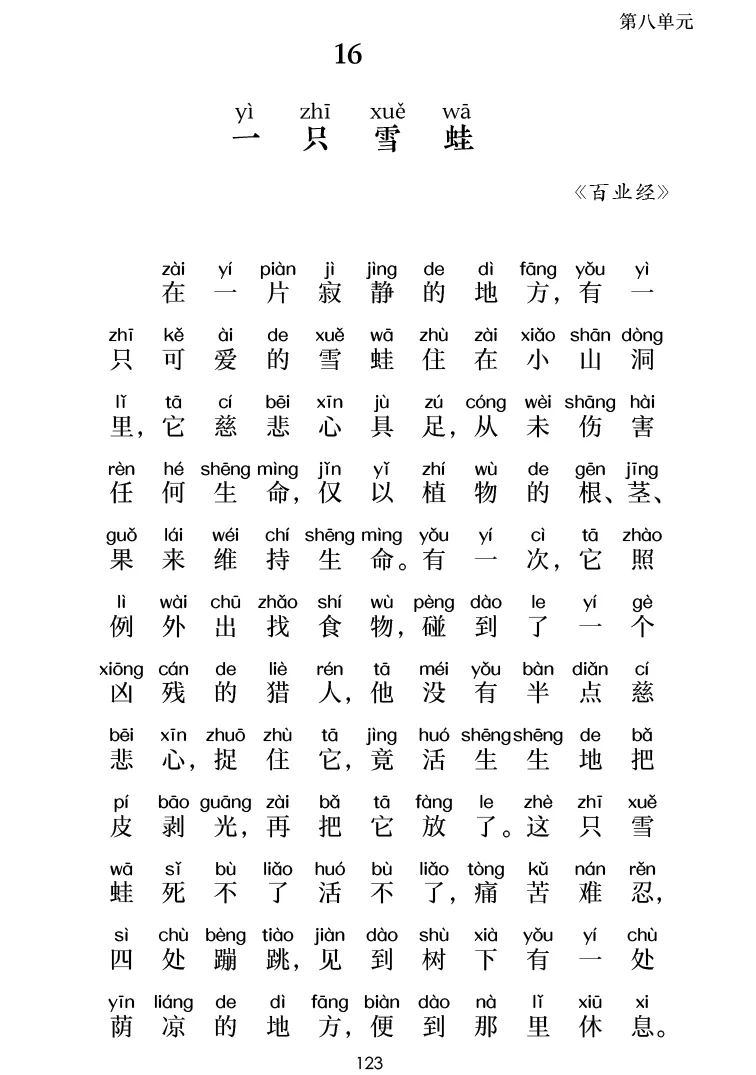 第八单元
16
yì zhī xuě wā
一只雪蛙
《百业经》
zài yí piàn jì jìng de dì fāng yǒu yì
在一片寂静的地方，有一
zhī kě ài de xuě wā zhù zài xiǎo shān dòng
只可爱的雪蛙住在小山洞
lǐ tā cí bēi xīn jù zú cóng wèi shāng hài
里，它慈悲心具足，从未伤害
rèn hé shēng mìng jǐn yǐ zhí wù de gēn jīng
任何生命，仅以植物的根、茎、
guǒ lái wéi chí shēng mìng yǒu yí cì tā zhào
果来维持生命。有一次，它照
lì wài chū zhǎo shí wù pèng dào le yí gè
例外出找食物，碰到了一个
xiōng cán de liè rén tā méi yǒu bàn diǎn cí
凶残的猎人，他没有半点慈
bēi xīn zhuō zhù tā jìng huó shēng shēng de bǎ
悲心，捉住它，竟活生生地把
pí bāo guāng zài bǎ tā fàng le zhè zhī xuě
皮剥光，再把它放了。这只雪
wā sǐ bù liǎo huó bù liǎo tòng kǔ nán rěn
蛙死不了活不了，痛苦难忍，
sì chù bèng tiào jiàn dào shù xià yǒu yí chù
四处蹦跳，见到树下有一处
yīn liáng de dì fāng biàn dào nà lǐ xiū xi
荫凉的地方，便到那里休息。
123